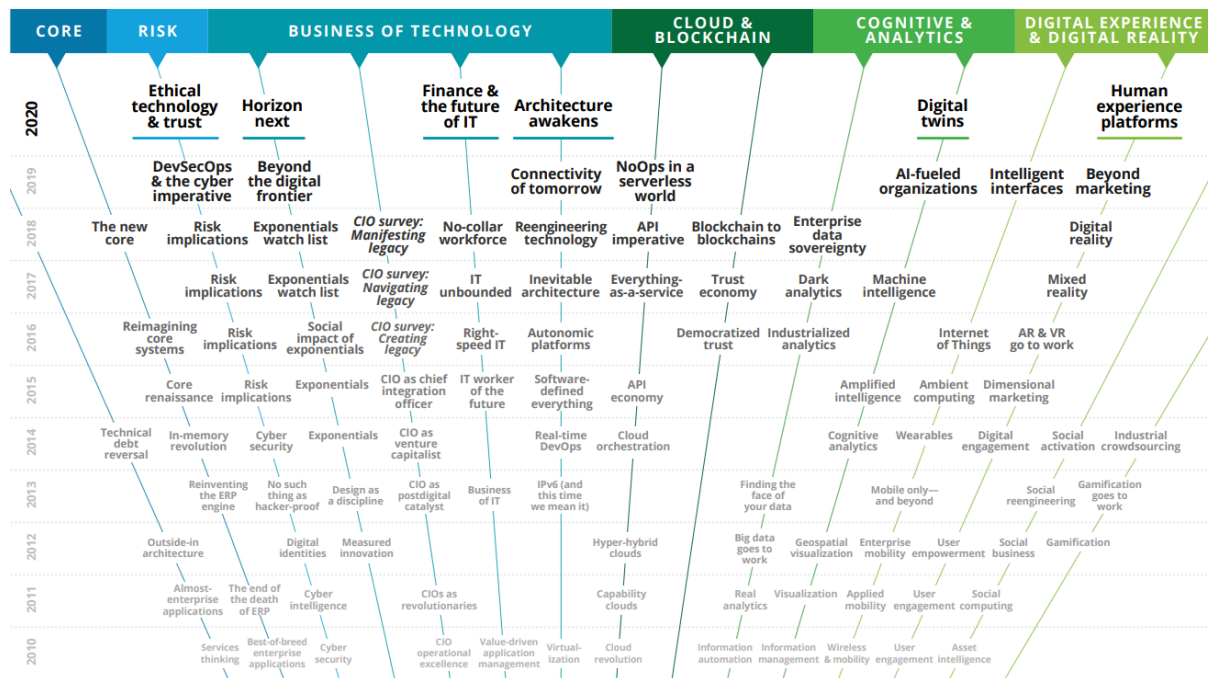 CORE
RISK
BUSINESS OF TECHNOLOGY
CLOUD &
BLOCKCHAIN
COGNITIVE &
ANALYTICS
DIGITAL EXPERIENCE
& DIGITAL REALITY
2020
Ethical
technology
& trust
Horizon
next
Finance &
the future
of IT
Architecture
awakens
Digital
twins
Human
experience
platforms
2019
DevSecOps
& the cyber
imperative
Beyond
the digital
frontier
Connectivity
of tomorrow
NoOps in a
serverless
world
AI-fueled
organizations
Intelligent
interfaces
Beyond
marketing
2018
The new
core
Risk
implications
Exponentials
watch list
CIO survey:
Manifesting
legacy
No-collar
workforce
Reengineering
technology
API
imperative
Blockchain to
blockchains
Enterprise
data
sovereignty
Digital
reality
2017
Risk
implications
Exponentials
watch list
CIO survey:
Navigating
legacy
IT
unbounded
Inevitable
architecture
Everything-
as-a-service
Trust
economy
Dark
analytics
Machine
intelligence
Mixed
reality
2016
Reimagining
core
systems
Risk
implications
Social
impact of
exponentials
CIO survey:
Creating
legacy
Right-
speed IT
Autonomic
platforms
Democratized
trust
Industrialized
analytics
Internet
of Things
AR & VR
go to work
2015
Core
renaissance
Risk
implications
Exponentials
CIO as chief
integration
officer
IT worker
of the
future
Software-
defined
everything
API
economy
Amplified
intelligence
Ambient
computing
Dimensional
marketing
2014
Technical
debt
reversal
In-memory
revolution
Cyber
security
Exponentials
CIO as
venture
capitalist
Real-time
DevOps
Cloud
orchestration
Cognitive
analytics
Wearables
Digital
engagement
Social
activation
Industrial
crowdsourcing
2013
Reinventing
the ERP
engine
No such
thing as
hacker-proof
Design as
a discipline
CIO as
postdigital
catalyst
Business
of IT
IPv6 (and
this time
we mean it)
Finding the
face of
your data
Mobile only—
and beyond
Social
reengineering
Gamification
goes to
work
2012
Outside-in
architecture
Digital
identities
Measured
innovation
Hyper-hybrid
clouds
Big data
goes to
work
Geospatial
visualization
Enterprise
mobility
User
empowerment
Social
business
Gamification
2011
Almost-
enterprise
applications
The end of
the death
of ERP
Cyber
intelligence
CIOs as
revolutionaries
Capability
clouds
Real
analytics
Visualization
Applied
mobility
User
engagement
Social
computing
2010
Services
thinking
Best-of-breed
enterprise
applications
Cyber
security
CIO
operational
excellence
Value-driven
application
management
Virtual-
ization
Cloud
revolution
Information
automation
Information
management
Wireless
& mobility
User
engagement
Asset
intelligence